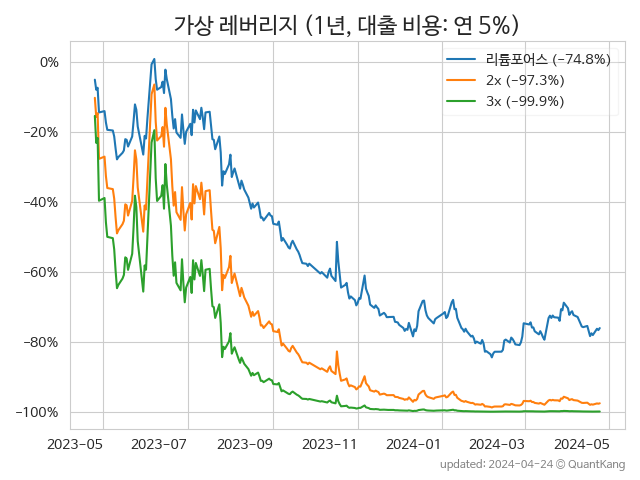 가상 레버리지 (1년, 대출 비용: 연 5%)
리튬포어스 (−74.8%)
2x (−97.3%)
3x (−99.9%)
0%
−20%
−40%
−60%
−80%
−100%
2023-05 2023-07 2023-09 2023-11 2024-01 2024-03 2024-05
updated: 2024-04-24 © QuantKang